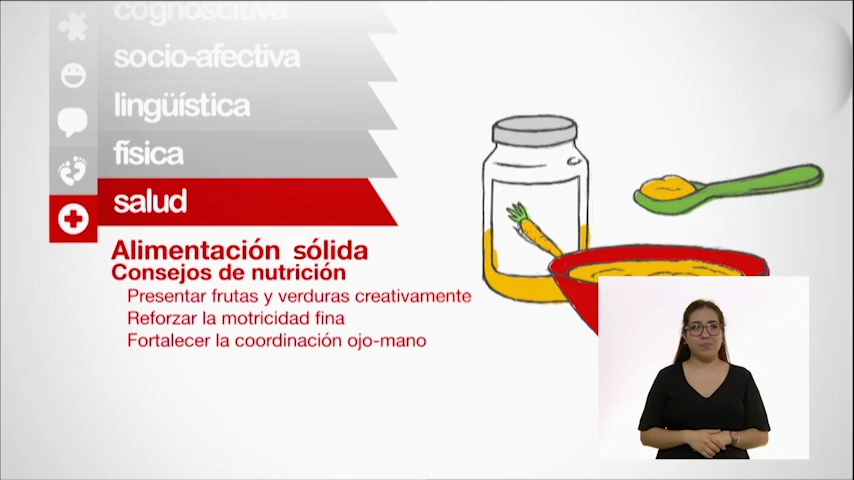 cognoscitiva
socio-afectiva
lingüística
física
salud
Alimentación sólida
Consejos de nutrición
Presentar frutas y verduras creativamente
Reforzar la motricidad fina
Fortalecer la coordinación ojo-mano